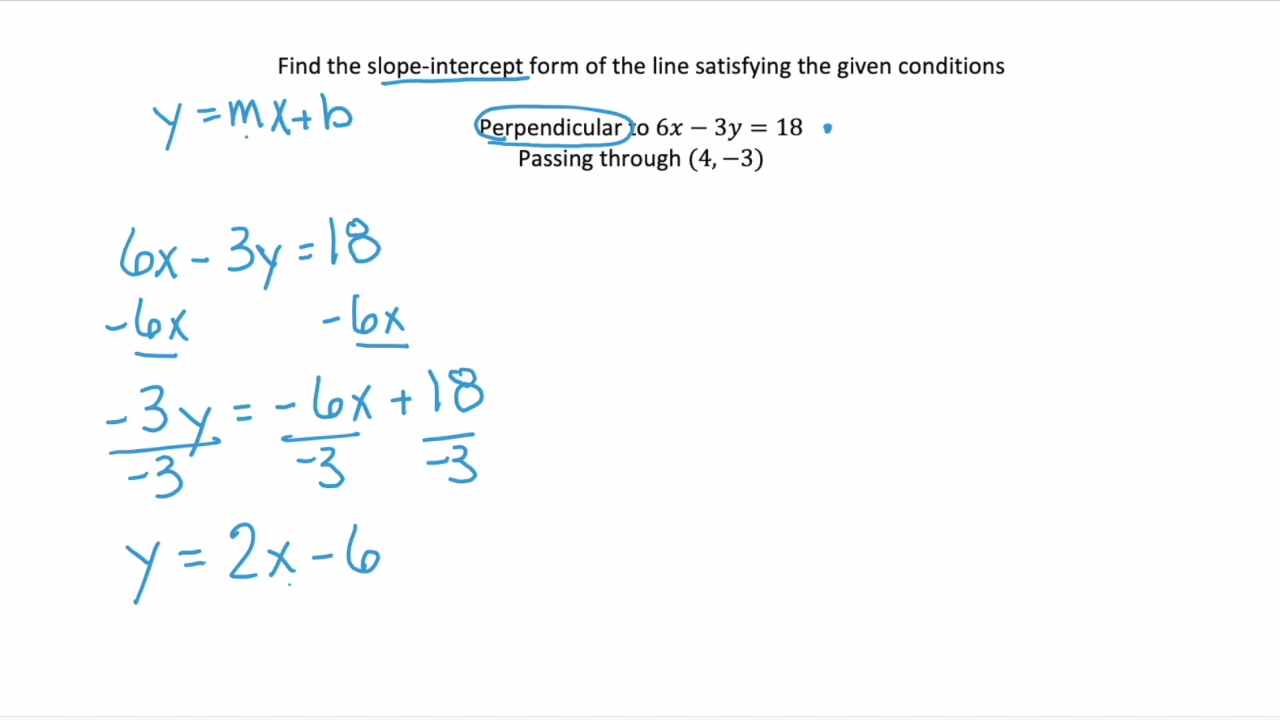 Find the slope-intercept form of the line satisfying the given conditions
y = mx + b
Perpendicular to 6x − 3y = 18
Passing through (4, −3)
6x - 3y = 18
-6x -6x
-3y = -6x + 18
-3 -3 -3
y = 2x - 6